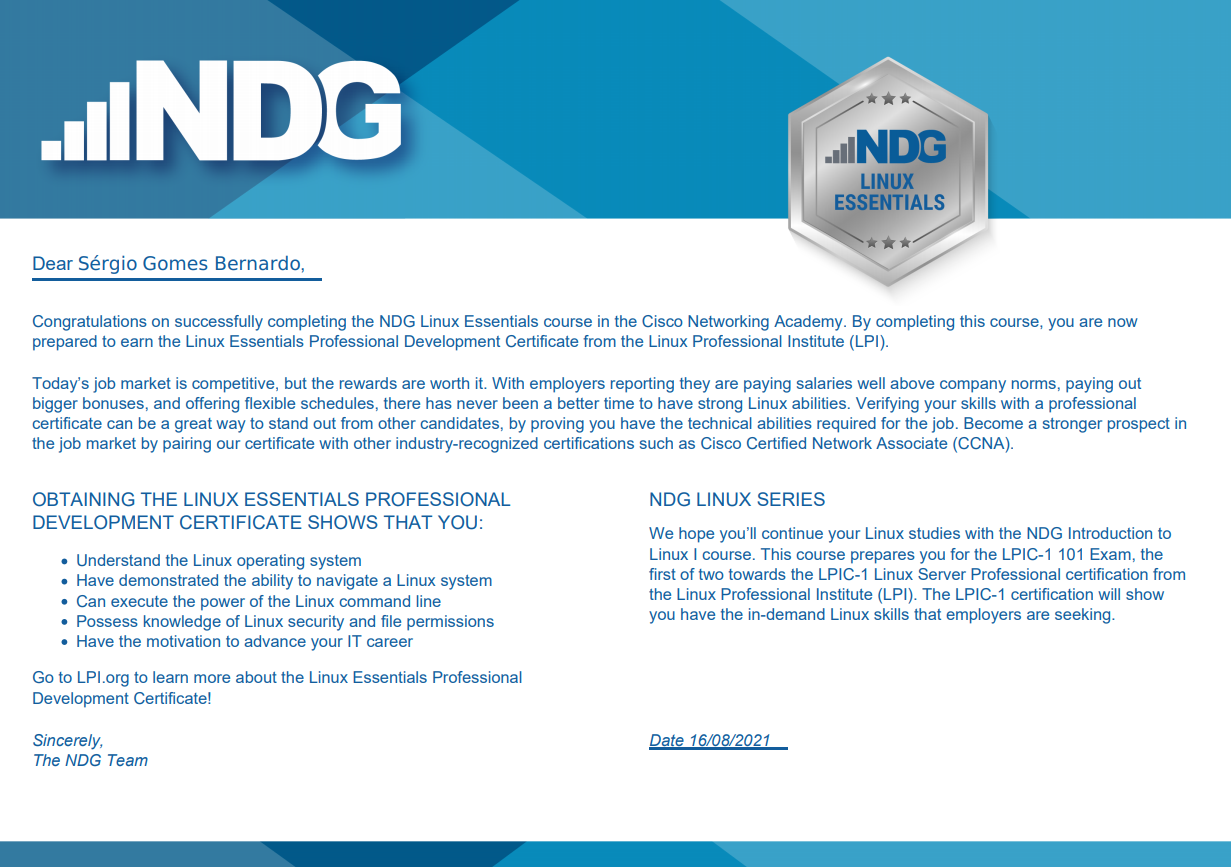 NDG
NDG
LINUX
ESSENTIALS
Dear Sérgio Gomes Bernardo,
Congratulations on successfully completing the NDG Linux Essentials course in the Cisco Networking Academy. By completing this course, you are now
prepared to earn the Linux Essentials Professional Development Certificate from the Linux Professional Institute (LPI).
Today's job market is competitive, but the rewards are worth it. With employers reporting they are paying salaries well above company norms, paying out
bigger bonuses, and offering flexible schedules, there has never been a better time to have strong Linux abilities. Verifying your skills with a professional
certificate can be a great way to stand out from other candidates, by proving you have the technical abilities required for the job. Become a stronger prospect in
the job market by pairing our certificate with other industry-recognized certifications such as Cisco Certified Network Associate (CCNA).
OBTAINING THE LINUX ESSENTIALS PROFESSIONAL
DEVELOPMENT CERTIFICATE SHOWS THAT YOU:
• Understand the Linux operating system
• Have demonstrated the ability to navigate a Linux system
• Can execute the power of the Linux command line
• Possess knowledge of Linux security and file permissions
• Have the motivation to advance your IT career
Go to LPI.org to learn more about the Linux Essentials Professional
Development Certificate!
Sincerely,
The NDG Team
NDG LINUX SERIES
We hope you'll continue your Linux studies with the NDG Introduction to
Linux I course. This course prepares you for the LPIC-1 101 Exam, the
first of two towards the LPIC-1 Linux Server Professional certification from
the Linux Professional Institute (LPI). The LPIC-1 certification will show
you have the in-demand Linux skills that employers are seeking.
Date 16/08/2021